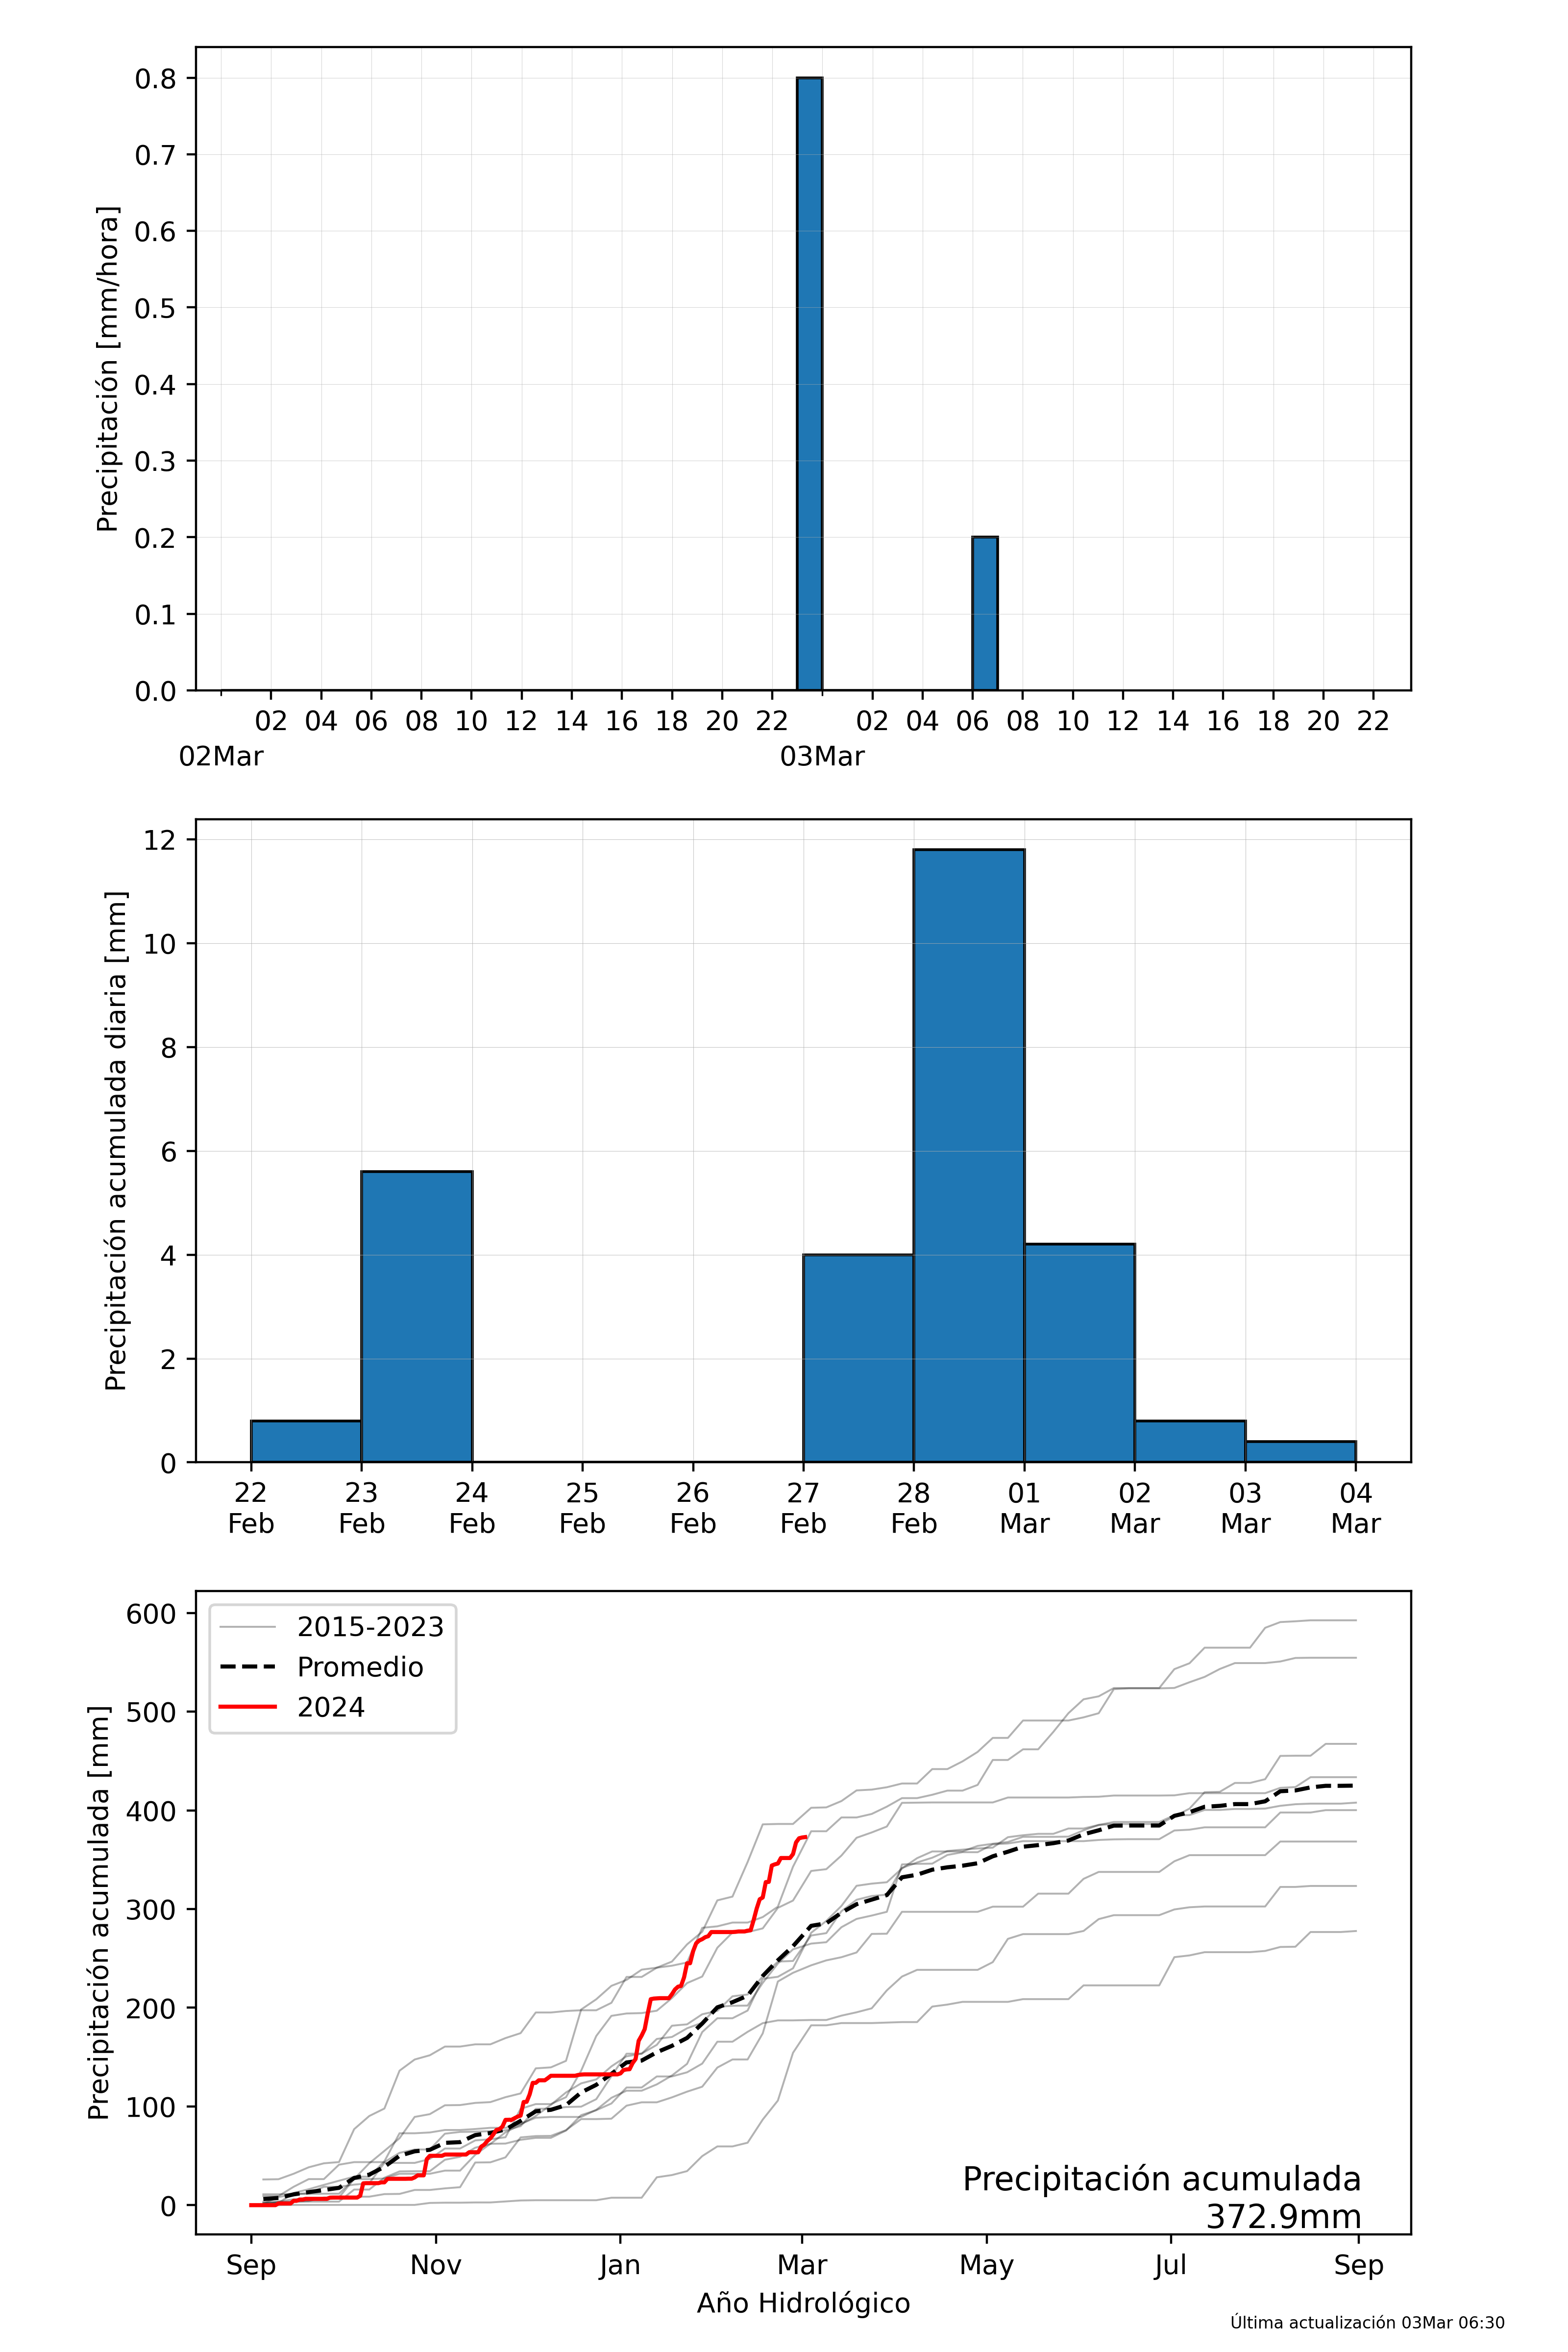 Precipitación [mm/hora]
0.8
0.7
0.6
0.5
0.4
0.3
0.2
0.1
0.0
02 04 06 08 10 12 14 16 18 20 22 02 04 06 08 10 12 14 16 18 20 22
02Mar 03Mar
Precipitación acumulada diaria [mm]
12
10
8
6
4
2
0
22 23 24 25 26 27 28 01 02 03 04
Feb Feb Feb Feb Feb Feb Feb Mar Mar Mar Mar
Precipitación acumulada [mm]
600
500
400
300
200
100
0
2015-2023
Promedio
2024
Precipitación acumulada
372.9mm
Sep Nov Jan Mar May Jul Sep
Año Hidrológico
Última actualización 03Mar 06:30